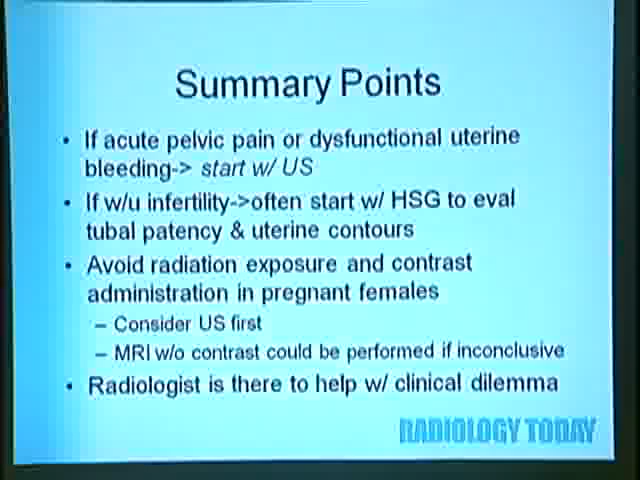 Summary Points
• If acute pelvic pain or dysfunctional uterine
bleeding-> start w/ US
• If w/u infertility->often start w/ HSG to eval
tubal patency & uterine contours
• Avoid radiation exposure and contrast
administration in pregnant females
– Consider US first
– MRI w/o contrast could be performed if inconclusive
• Radiologist is there to help w/ clinical dilemma
RADIOLOGY TODAY